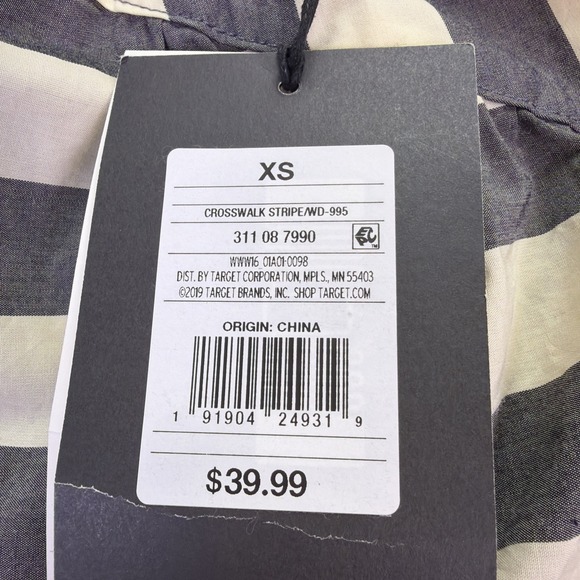 XS
CROSSWALK STRIPE/WD-995
311 08 7990
WWW16 01A01-0098
DIST. BY TARGET CORPORATION, MPLS., MN 55403
©2019 TARGET BRANDS, INC. SHOP TARGET.COM
ORIGIN: CHINA
1 91904 24931 9
$39.99